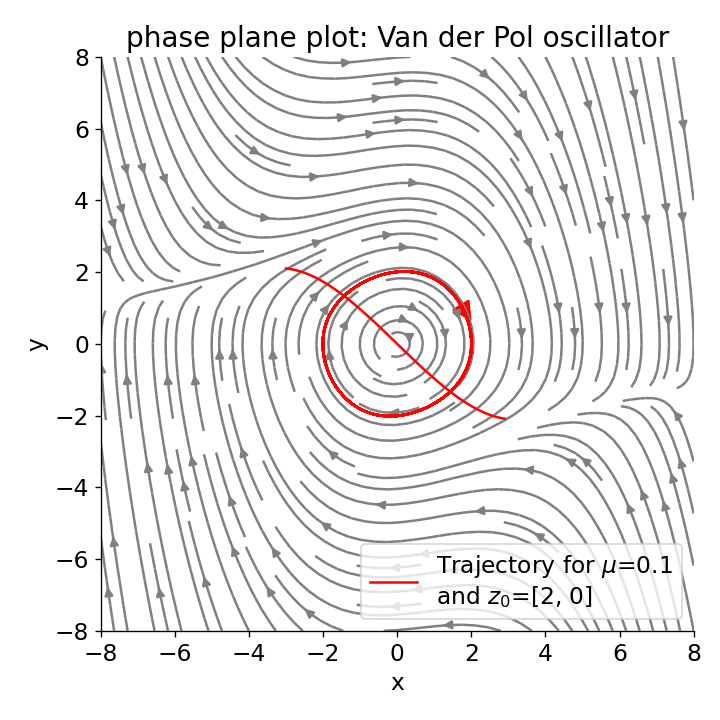 phase plane plot: Van der Pol oscillator
8
6
4
2
0
−2
−4
−6
−8
y
−8 −6 −4 −2 0 2 4 6 8
x
Trajectory for μ=0.1
and z₀=[2, 0]